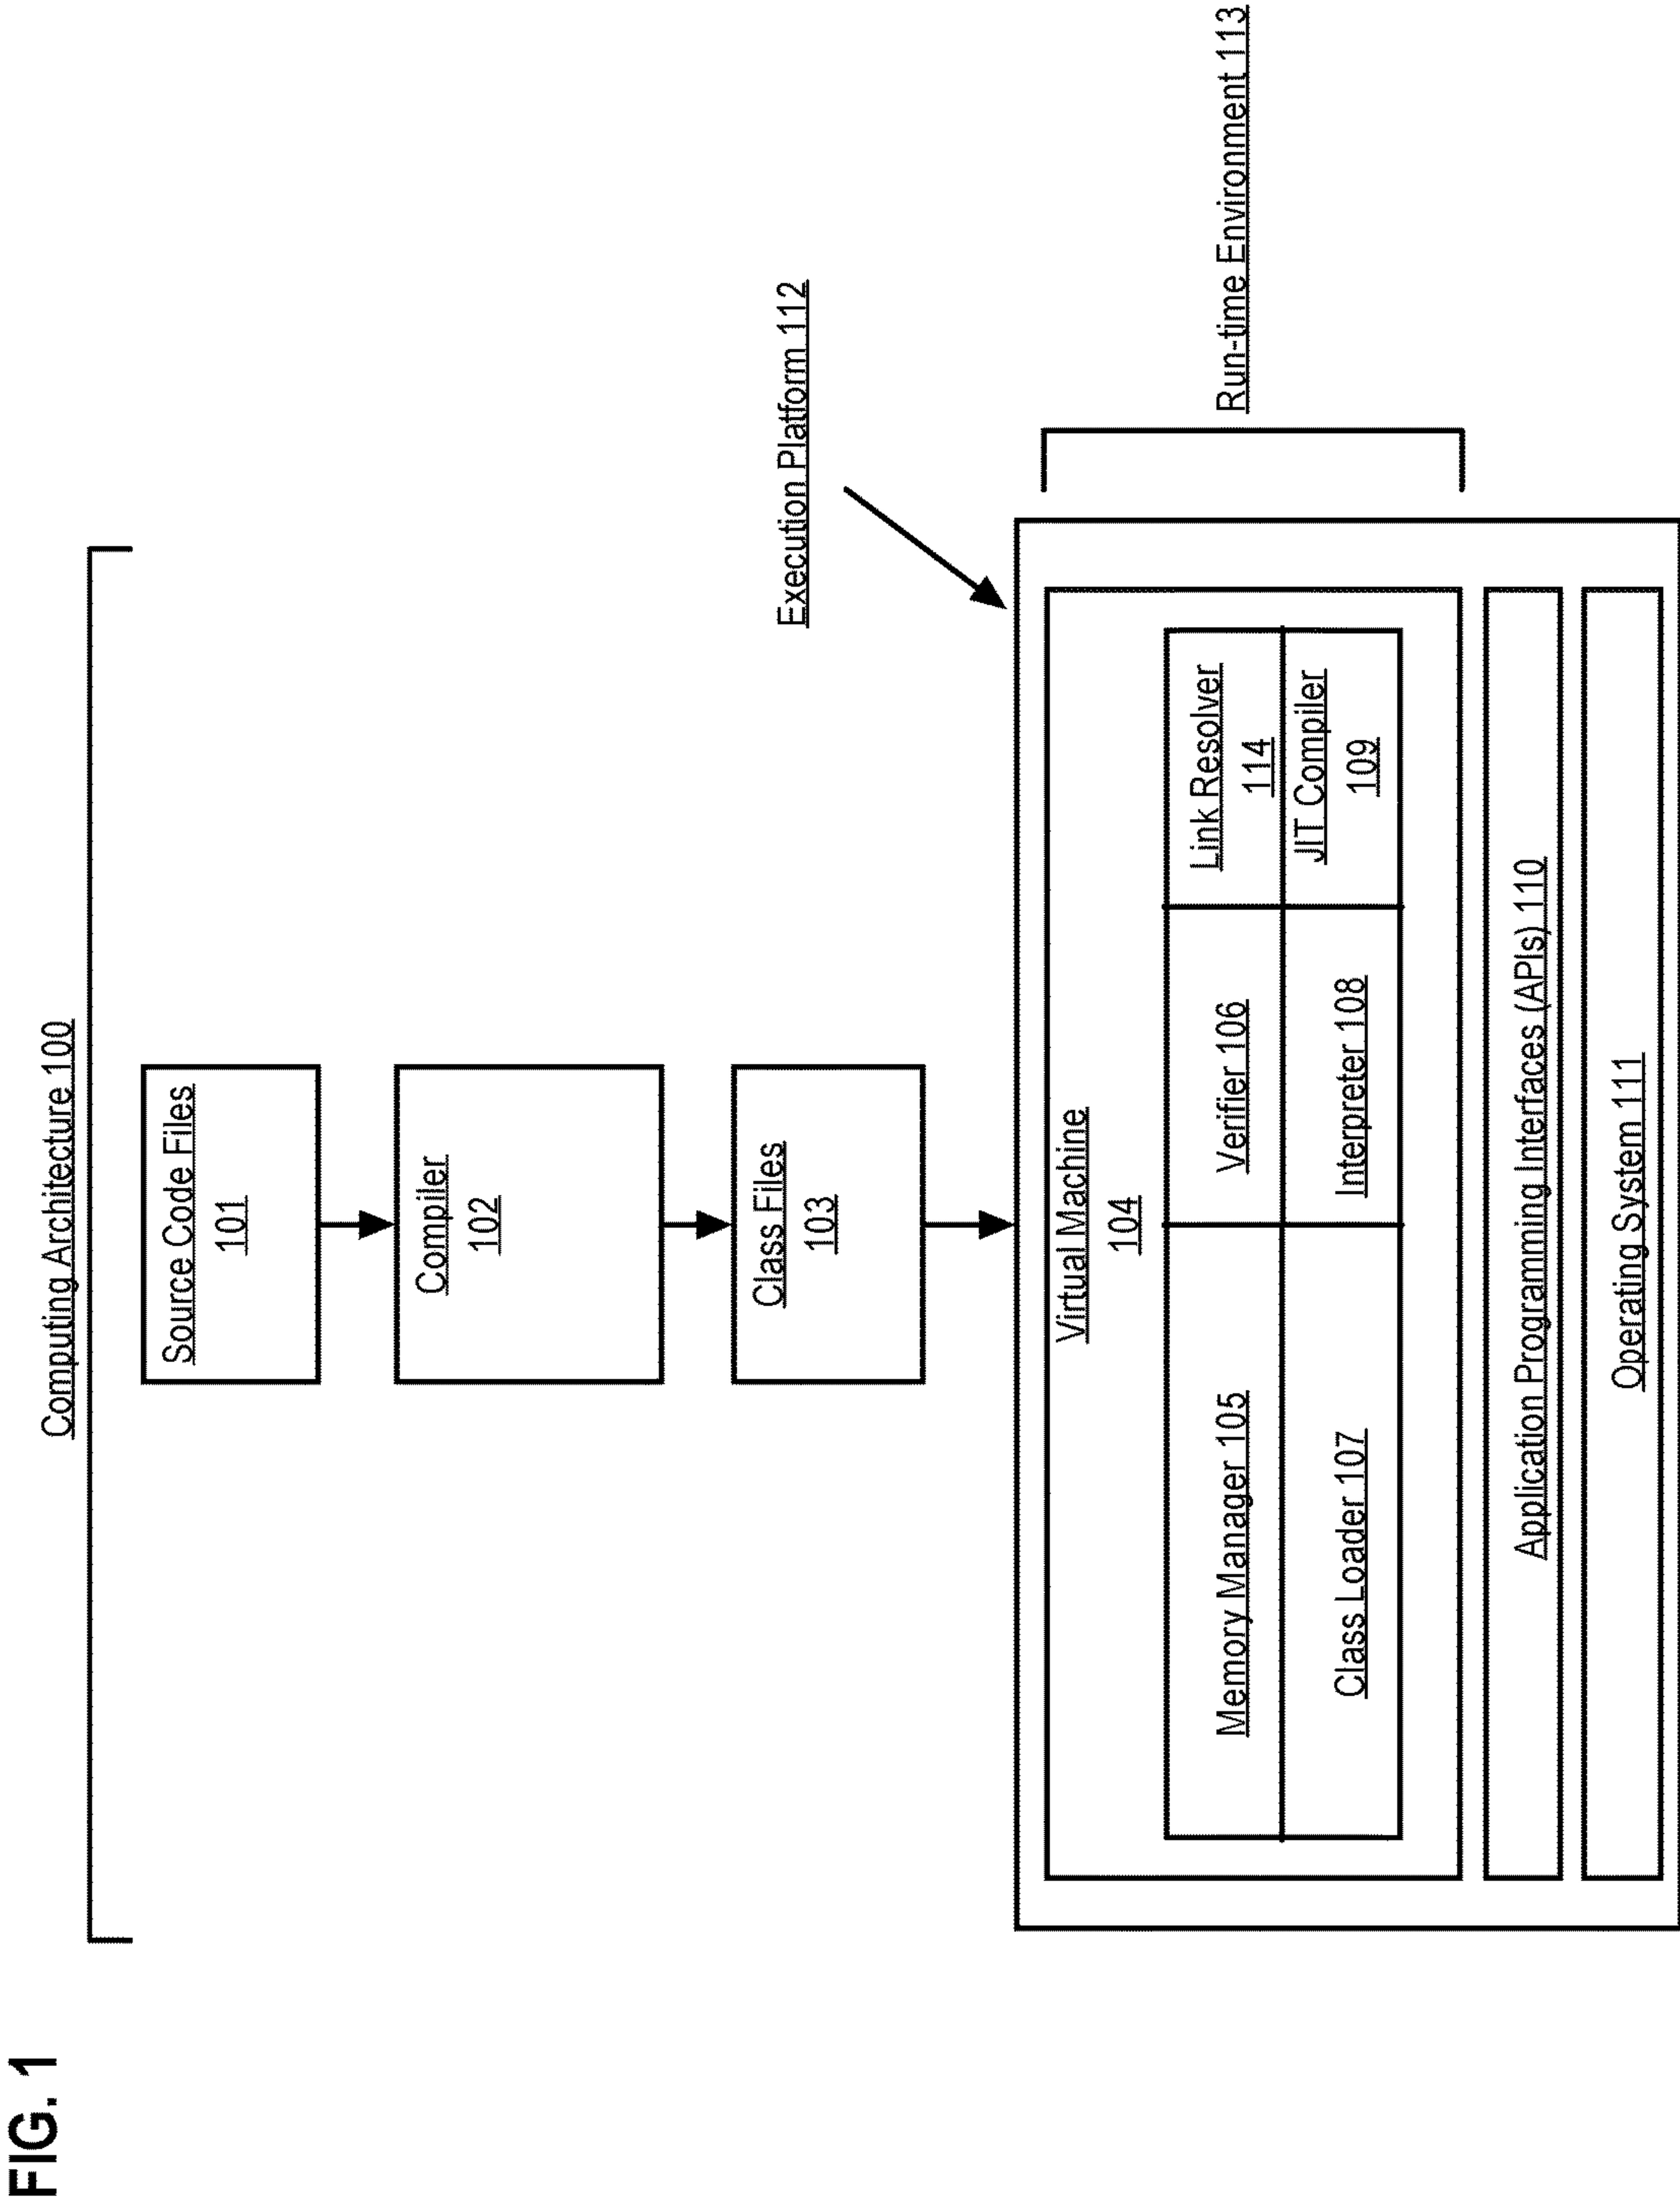 FIG. 1
Computing Architecture 100
Source Code Files
101
Compiler
102
Class Files
103
Execution Platform 112
Virtual Machine
104
Memory Manager 105
Verifier 106
Link Resolver
114
Class Loader 107
Interpreter 108
JIT Compiler
109
Run-time Environment 113
Application Programming Interfaces (APIs) 110
Operating System 111